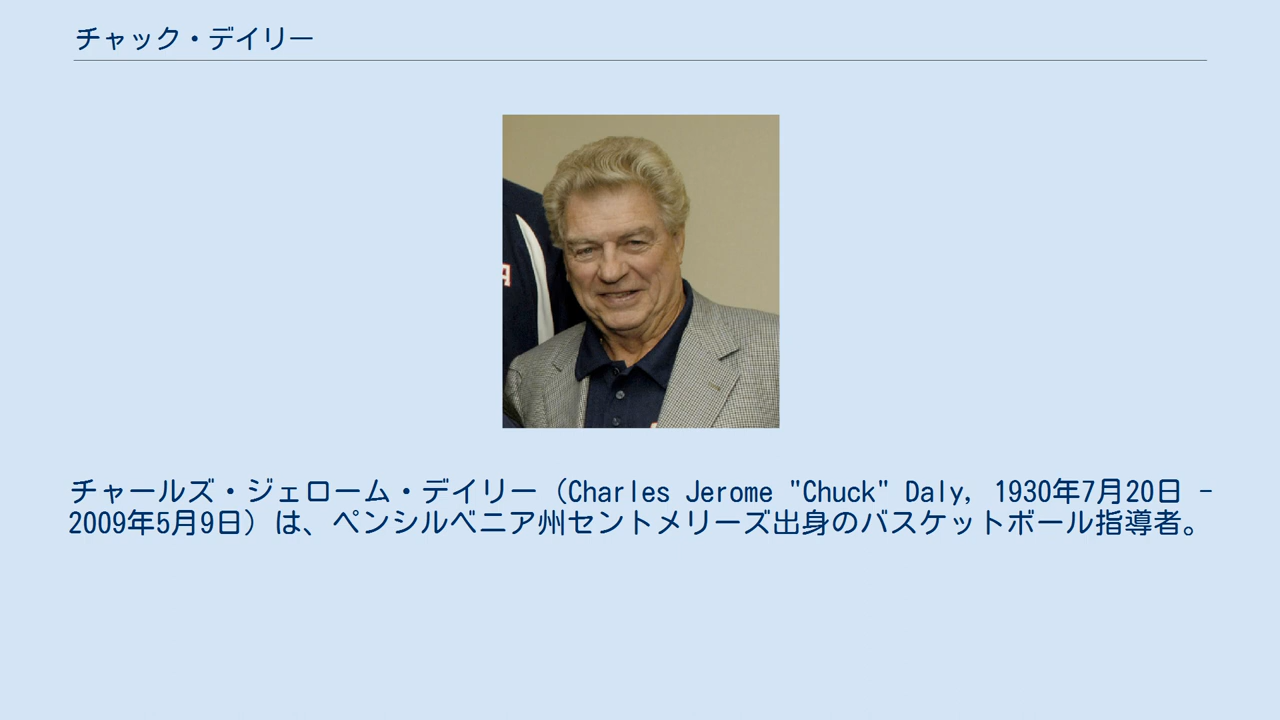 チャック・デイリー
チャールズ・ジェローム・デイリー（Charles Jerome "Chuck" Daly, 1930年7月20日 -
2009年5月9日）は、ペンシルベニア州セントメリーズ出身のバスケットボール指導者。